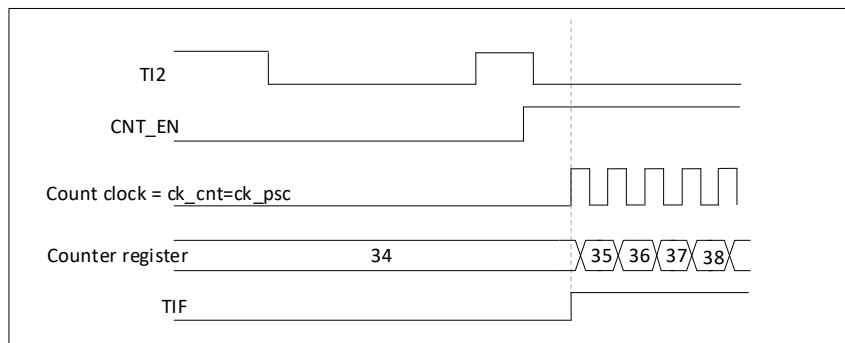 TI2
CNT_EN
Count clock = ck_cnt=ck_psc
Counter register 34 35 36 37 38
TIF